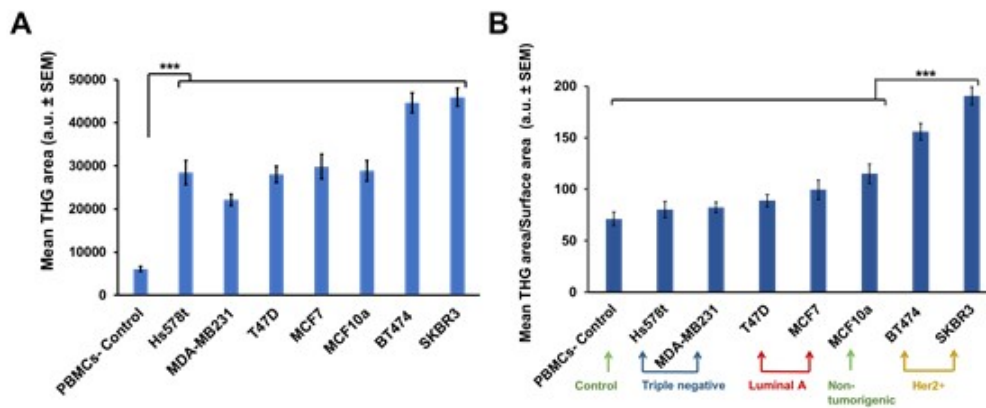 A
Mean THG area (a.u. ± SEM)
50000
40000
30000
20000
10000
0
***
PBMCs- Control
Hs578t
MDA-MB231
T47D
MCF7
MCF10a
BT474
SKBR3
B
Mean THG area/Surface area (a.u. ± SEM)
200
150
100
50
0
***
PBMCs- Control
Hs578t
MDA-MB231
T47D
MCF7
MCF10a
BT474
SKBR3
Control
Triple negative
Luminal A
Non-
tumorigenic
Her2+